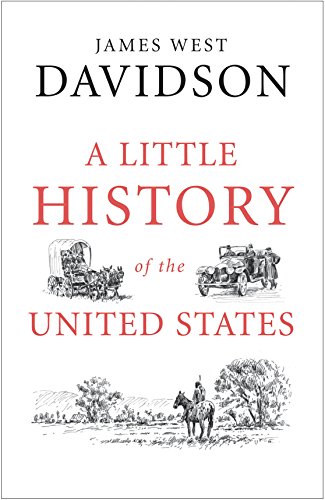 JAMES WEST
DAVIDSON
A LITTLE
HISTORY
of the
UNITED STATES